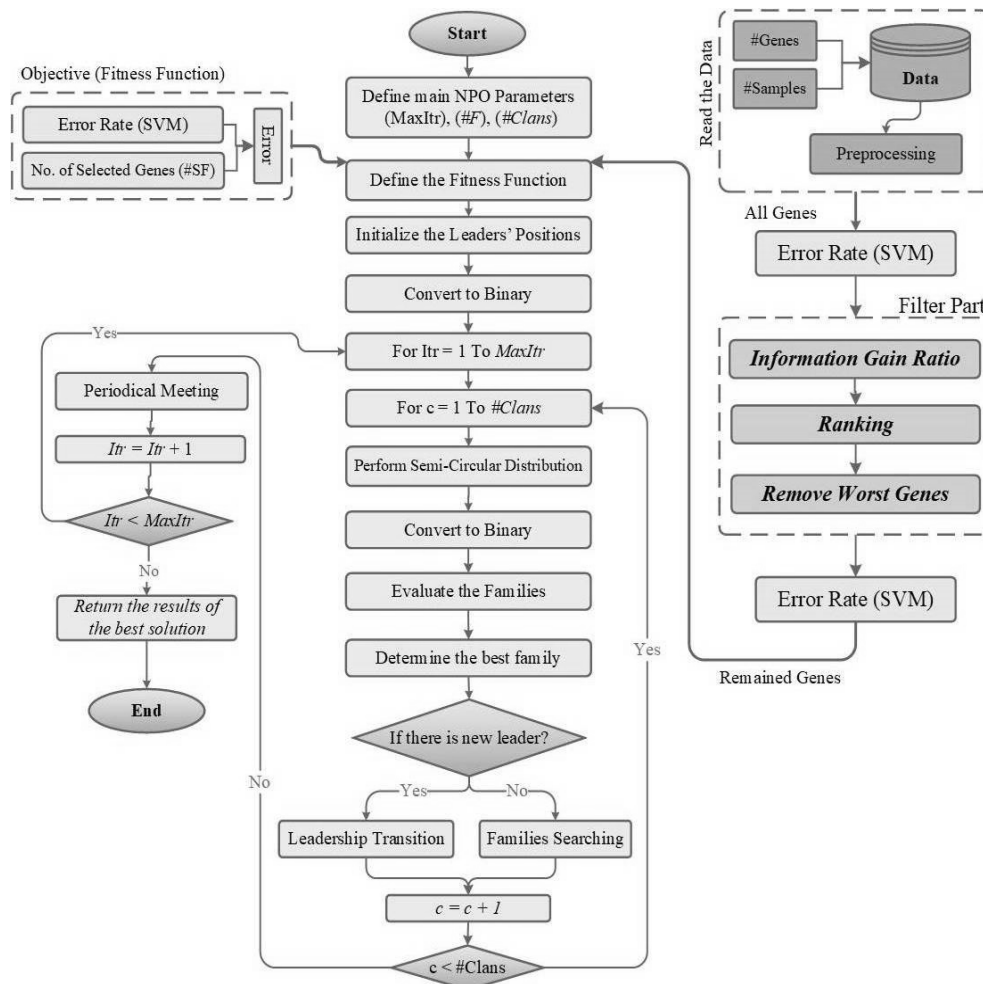 Start
Define main NPO Parameters
(MaxItr), (#F), (#Clans)
Objective (Fitness Function)
Error Rate (SVM)
No. of Selected Genes (#SF)
Error
Define the Fitness Function
Initialize the Leaders' Positions
Convert to Binary
For Itr = 1 To MaxItr
For c = 1 To #Clans
Perform Semi-Circular Distribution
Convert to Binary
Evaluate the Families
Determine the best family
If there is new leader?
Yes
No
Leadership Transition
Families Searching
c = c + 1
c < #Clans
Yes
No
Periodical Meeting
Itr = Itr + 1
Itr < MaxItr
Yes
No
Return the results of
the best solution
End
Read the Data
#Genes
#Samples
Data
Preprocessing
All Genes
Error Rate (SVM)
Filter Part
Information Gain Ratio
Ranking
Remove Worst Genes
Error Rate (SVM)
Remained Genes